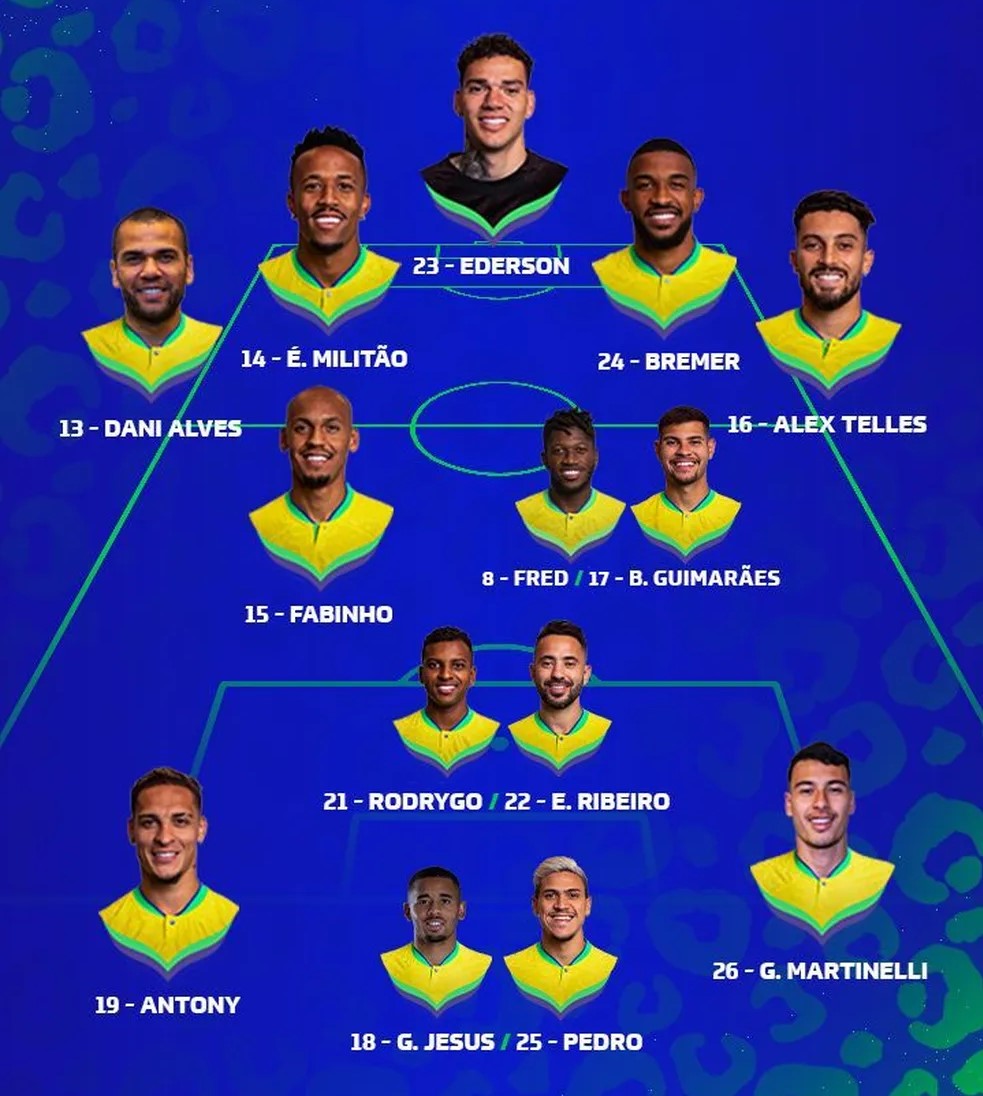 23 - EDERSON
14 - É. MILITÃO
24 - BREMER
13 - DANI ALVES
16 - ALEX TELLES
8 - FRED / 17 - B. GUIMARÃES
15 - FABINHO
21 - RODRYGO / 22 - E. RIBEIRO
26 - G. MARTINELLI
19 - ANTONY
18 - G. JESUS / 25 - PEDRO